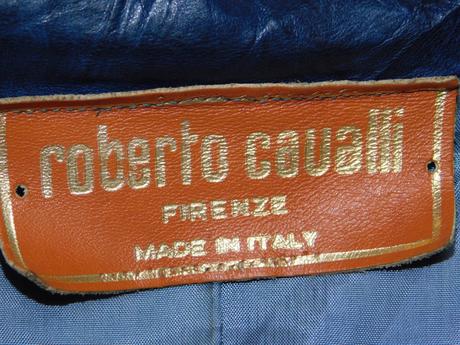 roberto cavalli
FIRENZE
MADE IN ITALY